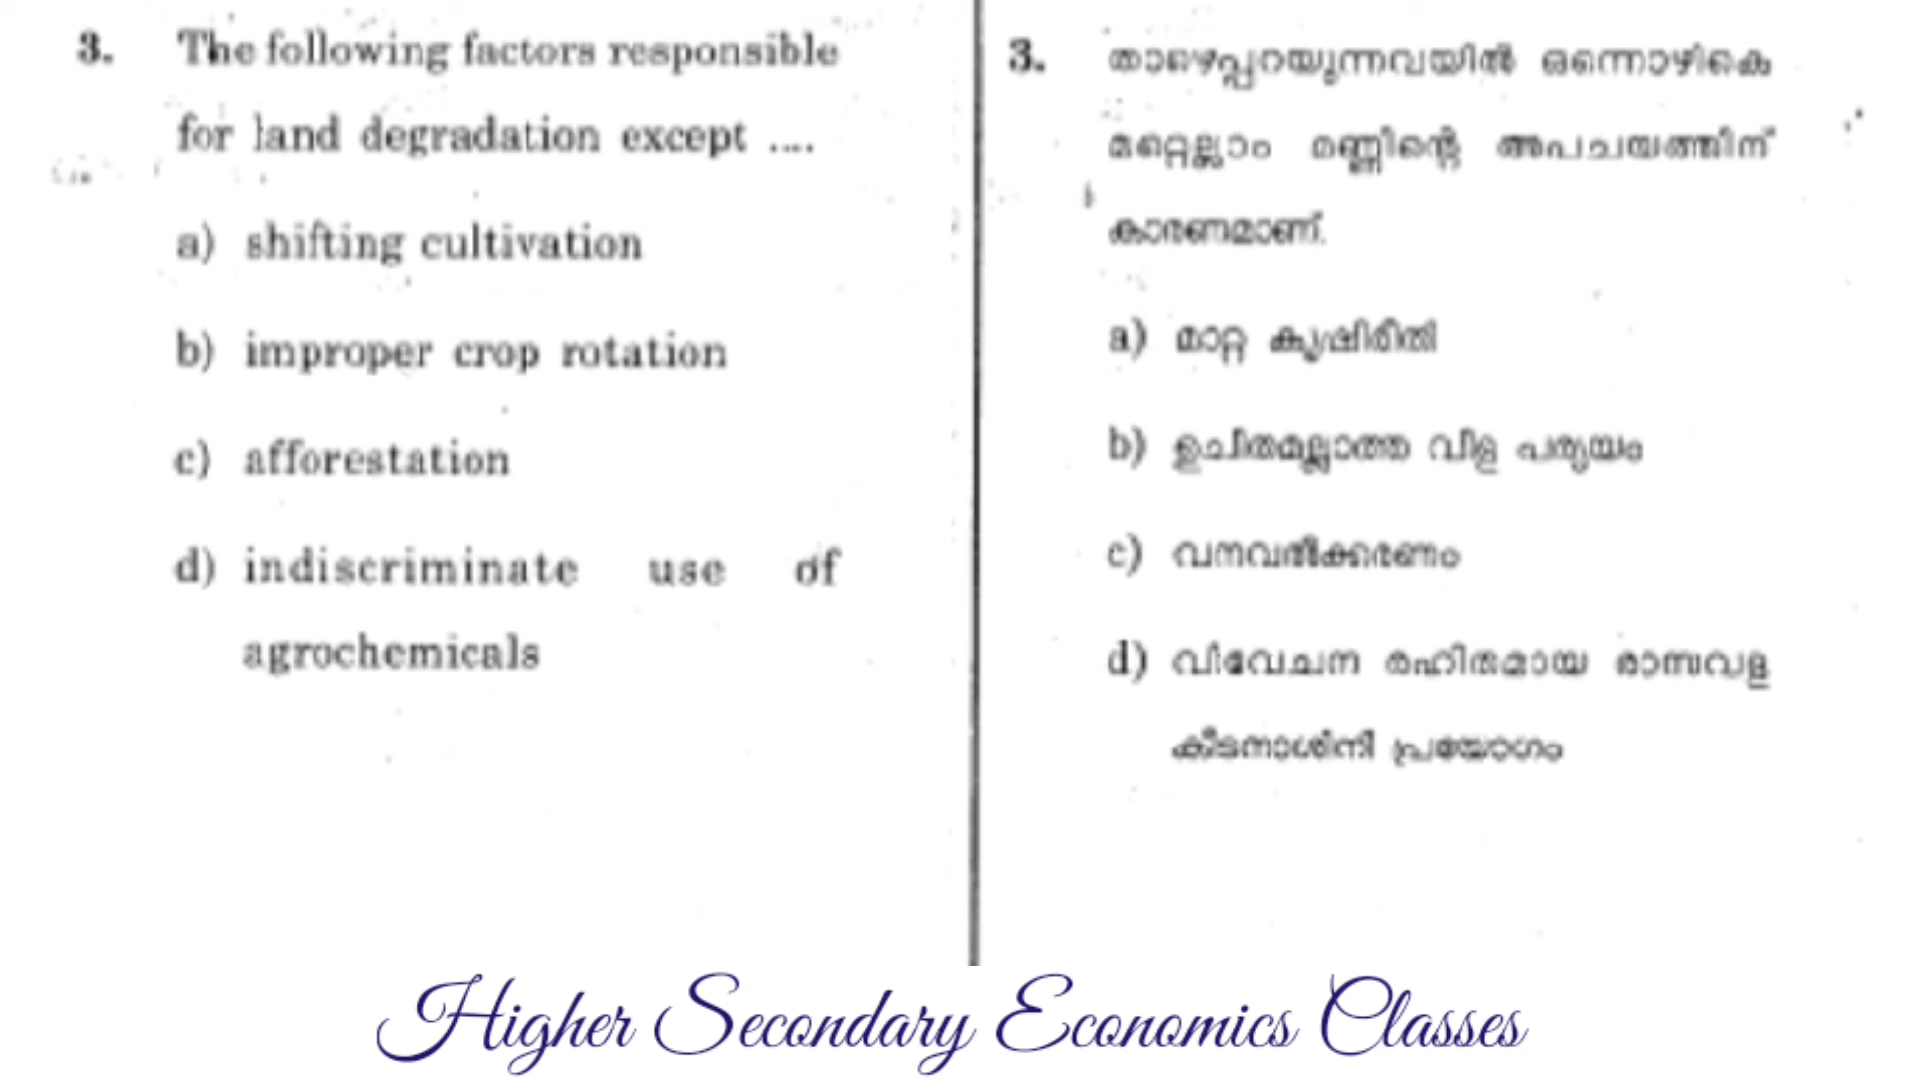 3. The following factors responsible
for land degradation except ....
a) shifting cultivation
b) improper crop rotation
c) afforestation
d) indiscriminate use of
agrochemicals
3. താഴെപ്പറയുന്നവയിൽ ഒന്നൊഴികെ
മറ്റെല്ലാം മണ്ണിന്റെ അപചയത്തിന്
കാരണമാണ്.
a) മാറ്റ കൃഷിരീതി
b) ഉചിതമല്ലാത്ത വിള പര്യയം
c) വനവൽക്കരണം
d) വിവേചന രഹിതമായ രാസവള
കീടനാശിനി പ്രയോഗം
Higher Secondary Economics Classes